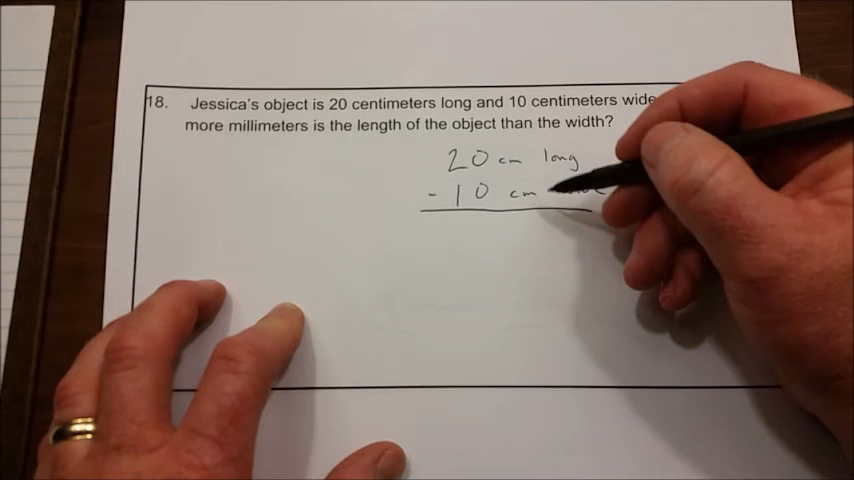 18. Jessica's object is 20 centimeters long and 10 centimeters wide
more millimeters is the length of the object than the width?
20 cm long
- 10 cm